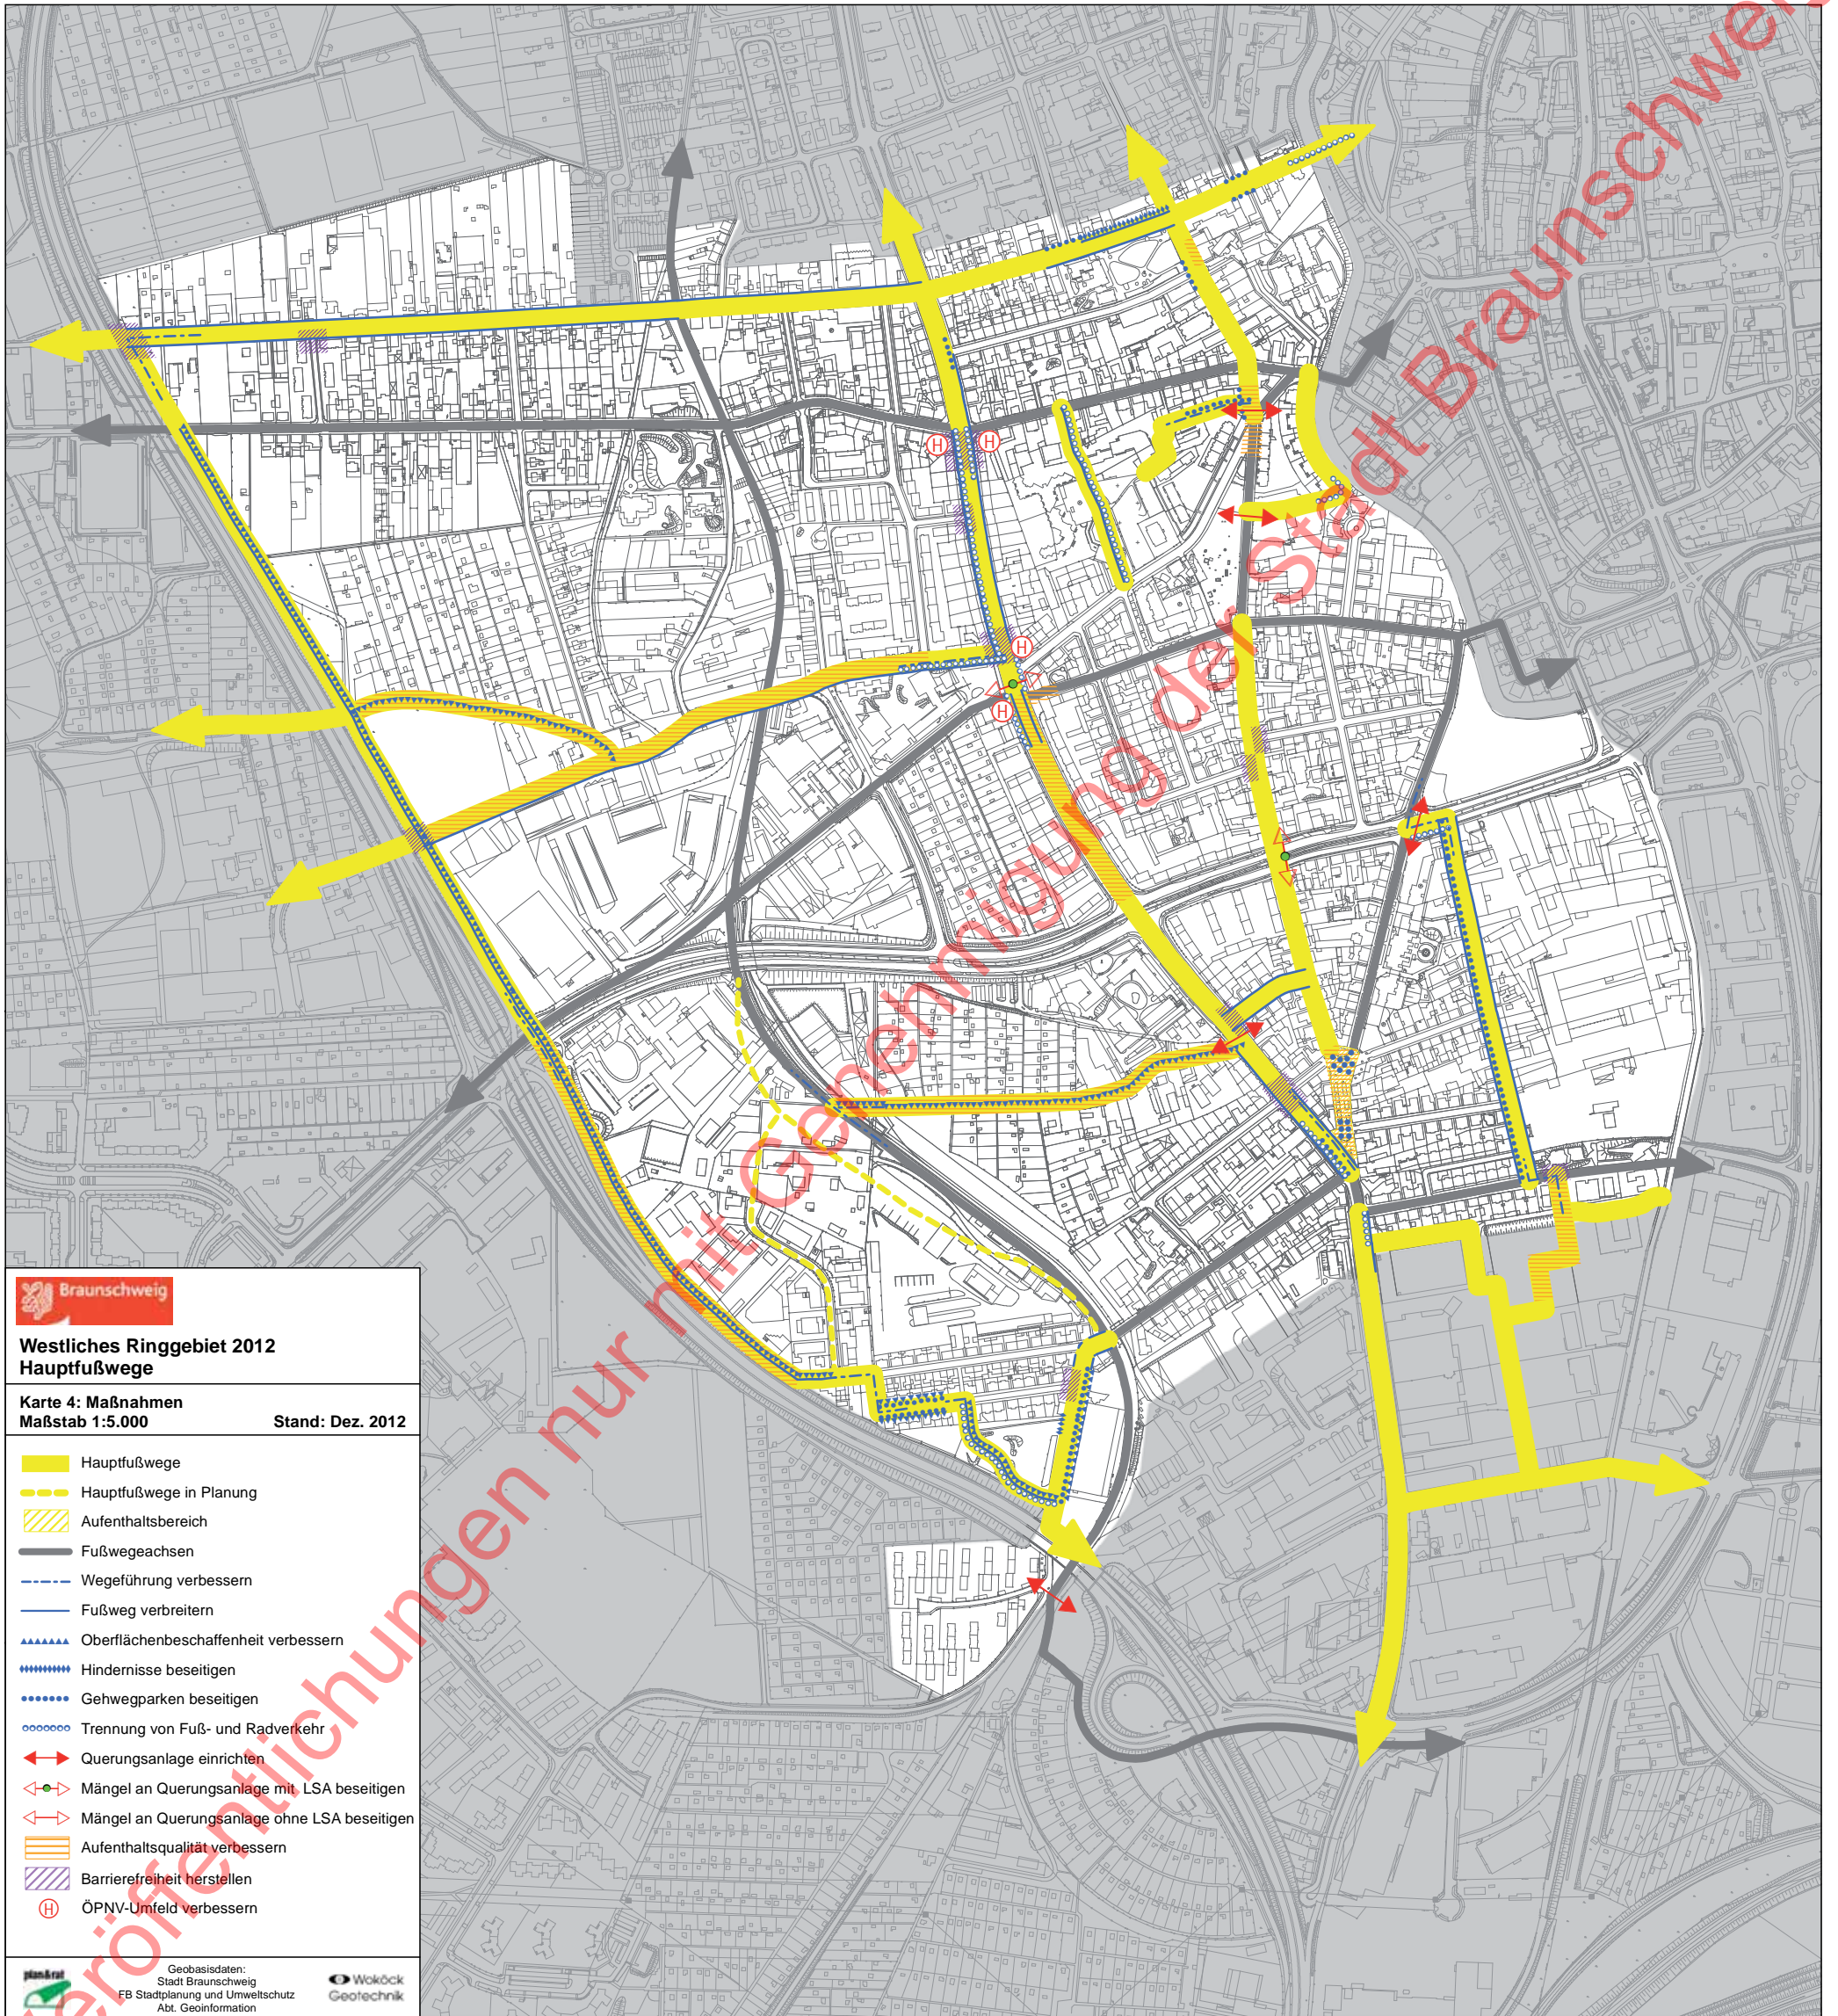 Veröffentlichungen nur mit Genehmigung der Stadt Braunschweig
Braunschweig
Westliches Ringgebiet 2012
Hauptfußwege
Karte 4: Maßnahmen
Maßstab 1:5.000 Stand: Dez. 2012
Hauptfußwege
Hauptfußwege in Planung
Aufenthaltsbereich
Fußwegeachsen
Wegeführung verbessern
Fußweg verbreitern
Oberflächenbeschaffenheit verbessern
Hindernisse beseitigen
Gehwegparken beseitigen
Trennung von Fuß- und Radverkehr
Querungsanlage einrichten
Mängel an Querungsanlage mit LSA beseitigen
Mängel an Querungsanlage ohne LSA beseitigen
Aufenthaltsqualität verbessern
Barrierefreiheit herstellen
H ÖPNV-Umfeld verbessern
plan&rat
Geobasisdaten:
Stadt Braunschweig
FB Stadtplanung und Umweltschutz
Abt. Geoinformation
Woköck
Geotechnik
H
H
H
H